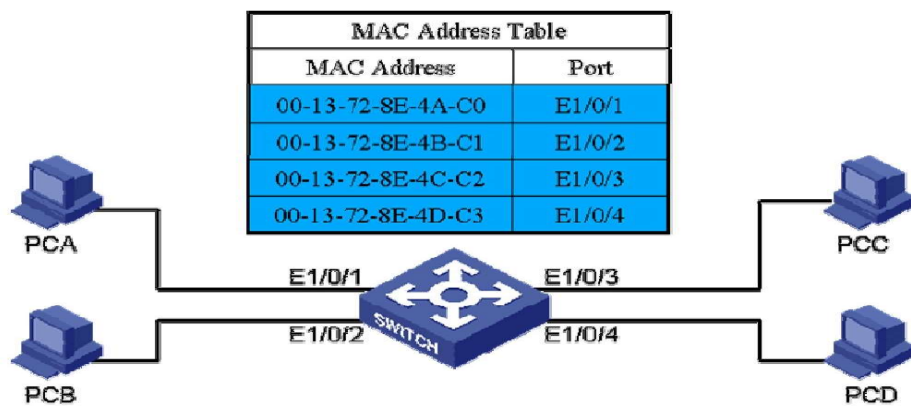 MAC Address Table
MAC Address Port
00-13-72-8E-4A-C0 E1/0/1
00-13-72-8E-4B-C1 E1/0/2
00-13-72-8E-4C-C2 E1/0/3
00-13-72-8E-4D-C3 E1/0/4
PCA
PCC
E1/0/1
E1/0/3
SWITCH
E1/0/2
E1/0/4
PCB
PCD